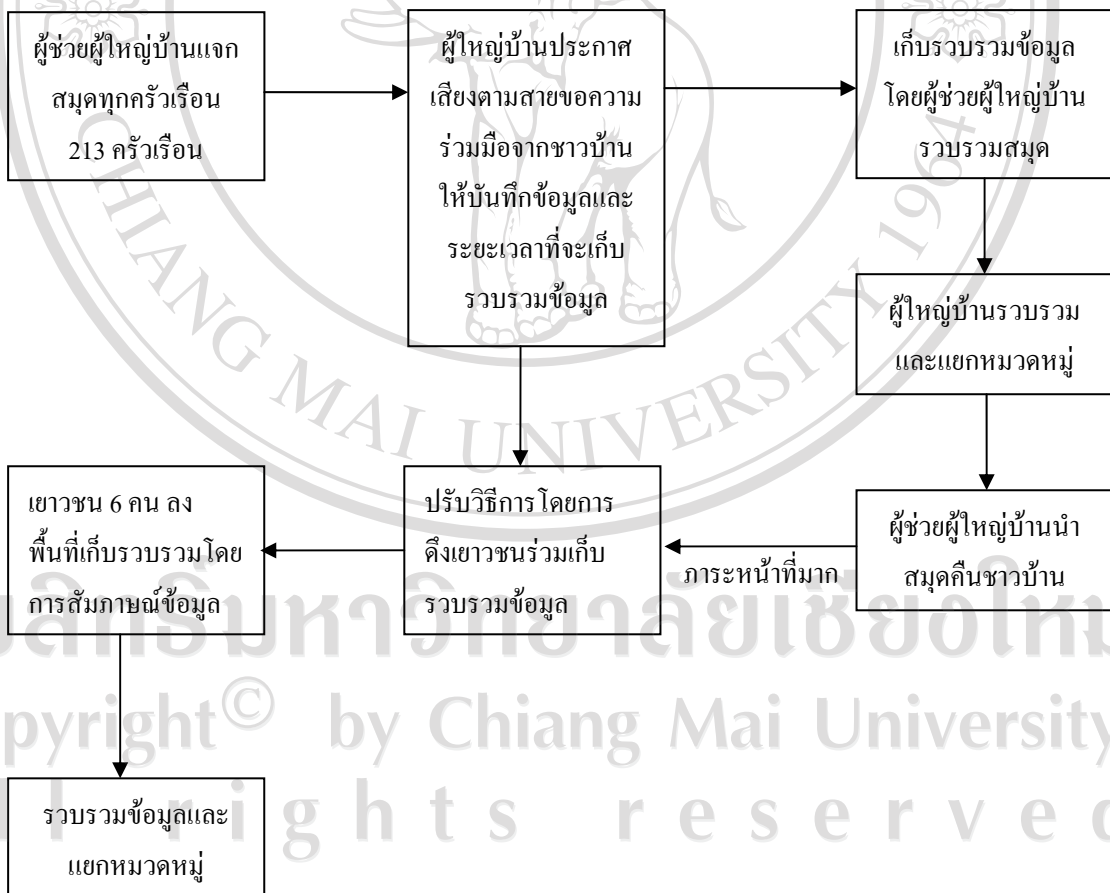 ผู้ช่วยผู้ใหญ่บ้านแจก
สมุดทุกครัวเรือน
213 ครัวเรือน
ผู้ใหญ่บ้านประกาศ
เสียงตามสายขอความ
ร่วมมือจากชาวบ้าน
ให้บันทึกข้อมูลและ
ระยะเวลาที่จะเก็บ
รวบรวมข้อมูล
เก็บรวบรวมข้อมูล
โดยผู้ช่วยผู้ใหญ่บ้าน
รวบรวมสมุด
ผู้ใหญ่บ้านรวบรวม
และแยกหมวดหมู่
ผู้ช่วยผู้ใหญ่บ้านนำ
สมุดคืนชาวบ้าน
ภาระหน้าที่มาก
ปรับวิธีการโดยการ
ดึงเยาวชนร่วมเก็บ
รวบรวมข้อมูล
เยาวชน 6 คน ลง
พื้นที่เก็บรวบรวมโดย
การสัมภาษณ์ข้อมูล
รวบรวมข้อมูลและ
แยกหมวดหมู่
CHIANG MAI UNIVERSITY 1964
ลิขสิทธิ์มหาวิทยาลัยเชียงใหม
pyright© by Chiang Mai University
l l r i g h t s r e s e r v e d